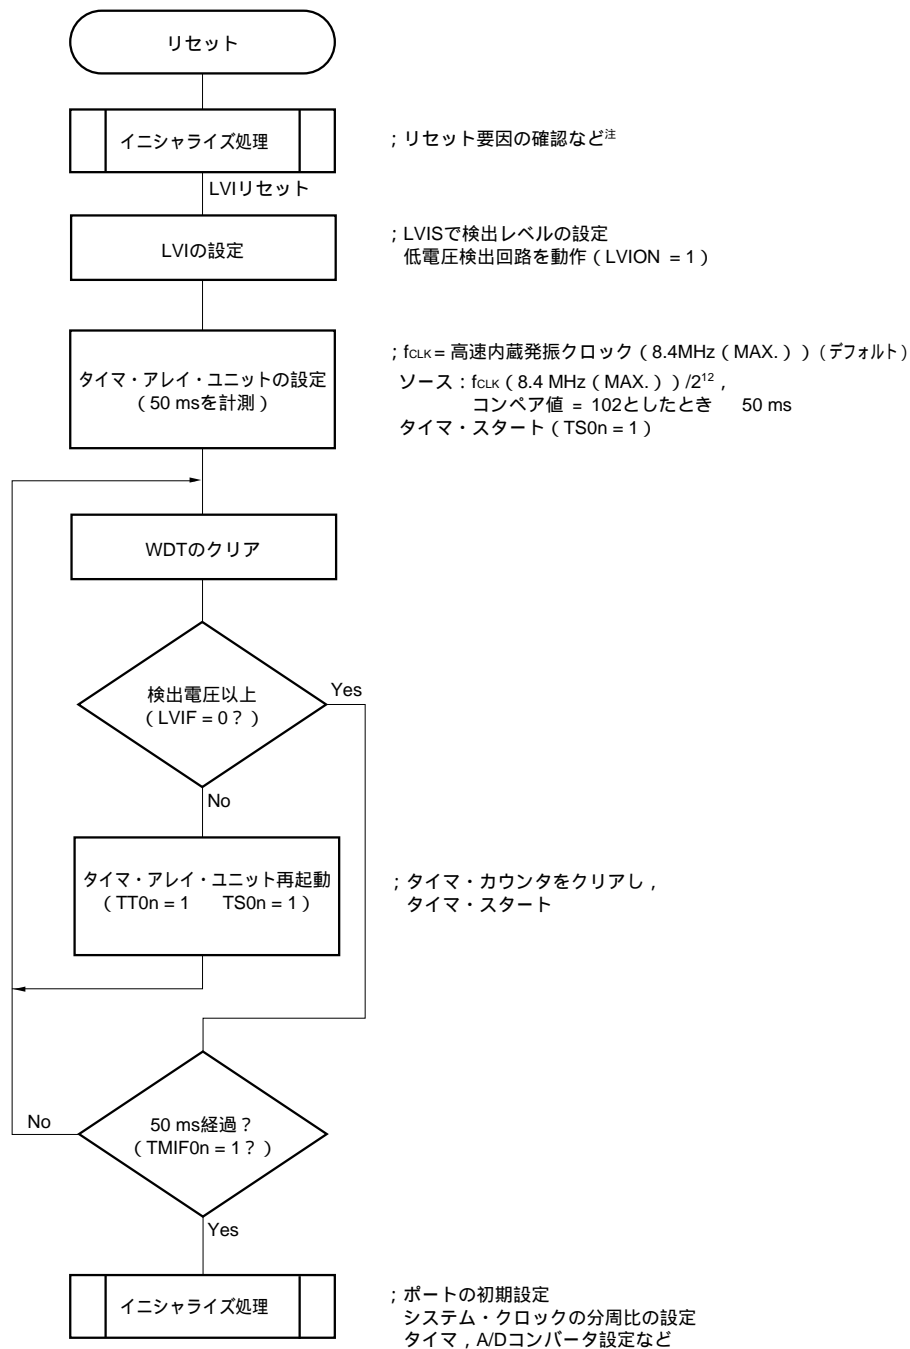 リセット
イニシャライズ処理
；リセット要因の確認など注
LVIリセット
LVIの設定
；LVISで検出レベルの設定
低電圧検出回路を動作（LVION = 1）
タイマ・アレイ・ユニットの設定
（50 msを計測）
；fCLK = 高速内蔵発振クロック（8.4MHz（MAX.））（デフォルト）
ソース：fCLK（8.4 MHz（MAX.））/2¹²，
コンペア値 = 102としたとき 50 ms
タイマ・スタート（TS0n = 1）
WDTのクリア
検出電圧以上
（LVIF = 0？）
Yes
No
タイマ・アレイ・ユニット再起動
（TT0n = 1 TS0n = 1）
；タイマ・カウンタをクリアし，
タイマ・スタート
50 ms経過？
（TMIF0n = 1？）
No
Yes
イニシャライズ処理
；ポートの初期設定
システム・クロックの分周比の設定
タイマ，A/Dコンバータ設定など